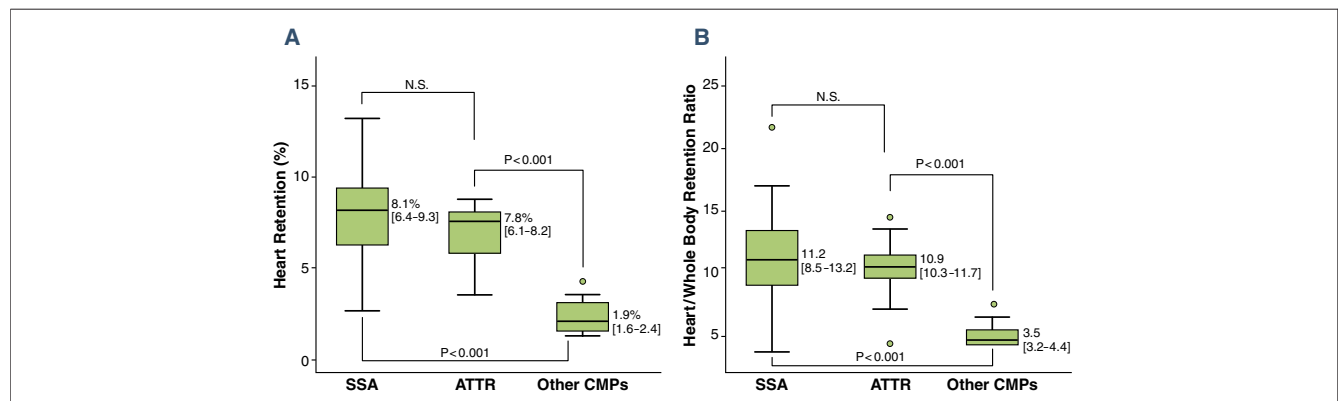 A
Heart Retention (%)
15
10
5
0
N.S.
P<0.001
8.1%
[6.4–9.3]
7.8%
[6.1–8.2]
1.9%
[1.6–2.4]
P<0.001
SSA
ATTR
Other CMPs
B
Heart/Whole Body Retention Ratio
25
20
15
10
5
N.S.
P<0.001
11.2
[8.5–13.2]
10.9
[10.3–11.7]
3.5
[3.2–4.4]
P<0.001
SSA
ATTR
Other CMPs